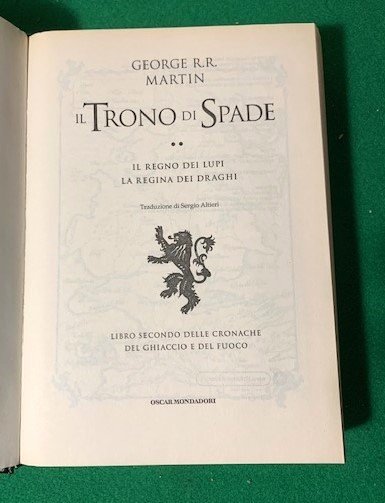 GEORGE R.R.
MARTIN
IL TRONO DI SPADE
••
IL REGNO DEI LUPI
LA REGINA DEI DRAGHI
Traduzione di Sergio Altieri
LIBRO SECONDO DELLE CRONACHE
DEL GHIACCIO E DEL FUOCO
OSCAR MONDADORI